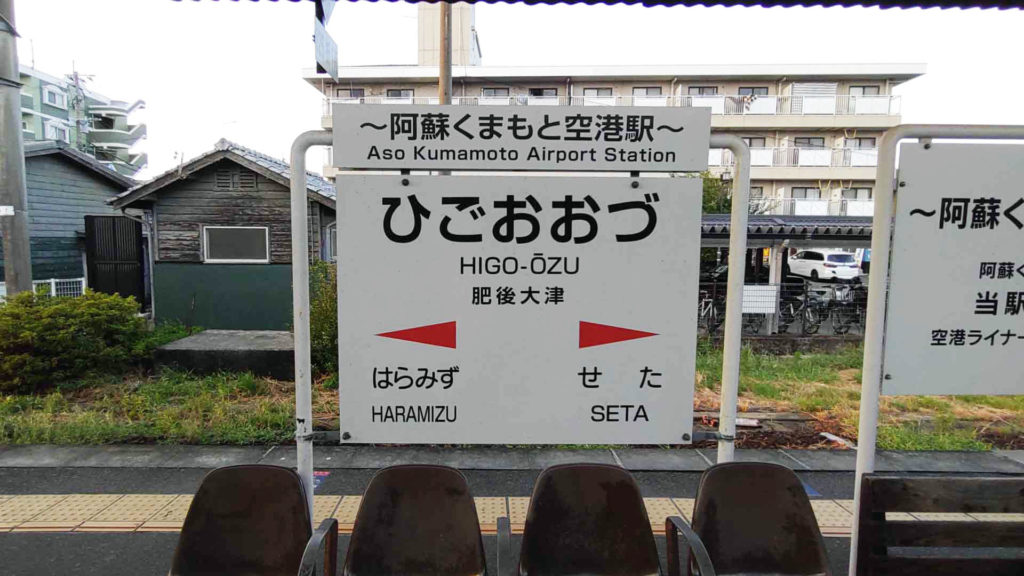 ～阿蘇くまもと空港駅～
Aso Kumamoto Airport Station
ひごおおづ
HIGO-ŌZU
肥後大津
はらみず せた
HARAMIZU SETA
～阿蘇く
阿蘇く
当駅
空港ライナー